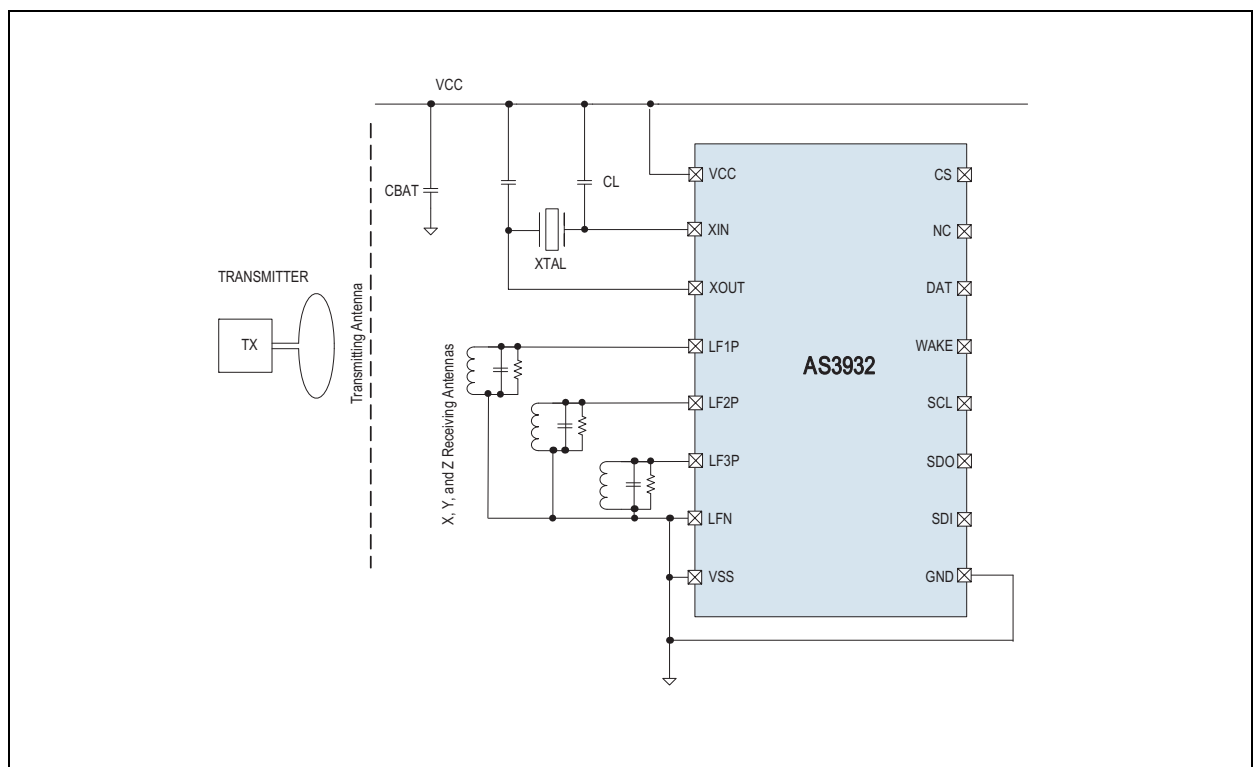 VCC
CBAT
CL
XTAL
TRANSMITTER
TX
Transmitting Antenna
X, Y, and Z Receiving Antennas
AS3932
VCC
XIN
XOUT
LF1P
LF2P
LF3P
LFN
VSS
CS
NC
DAT
WAKE
SCL
SDO
SDI
GND